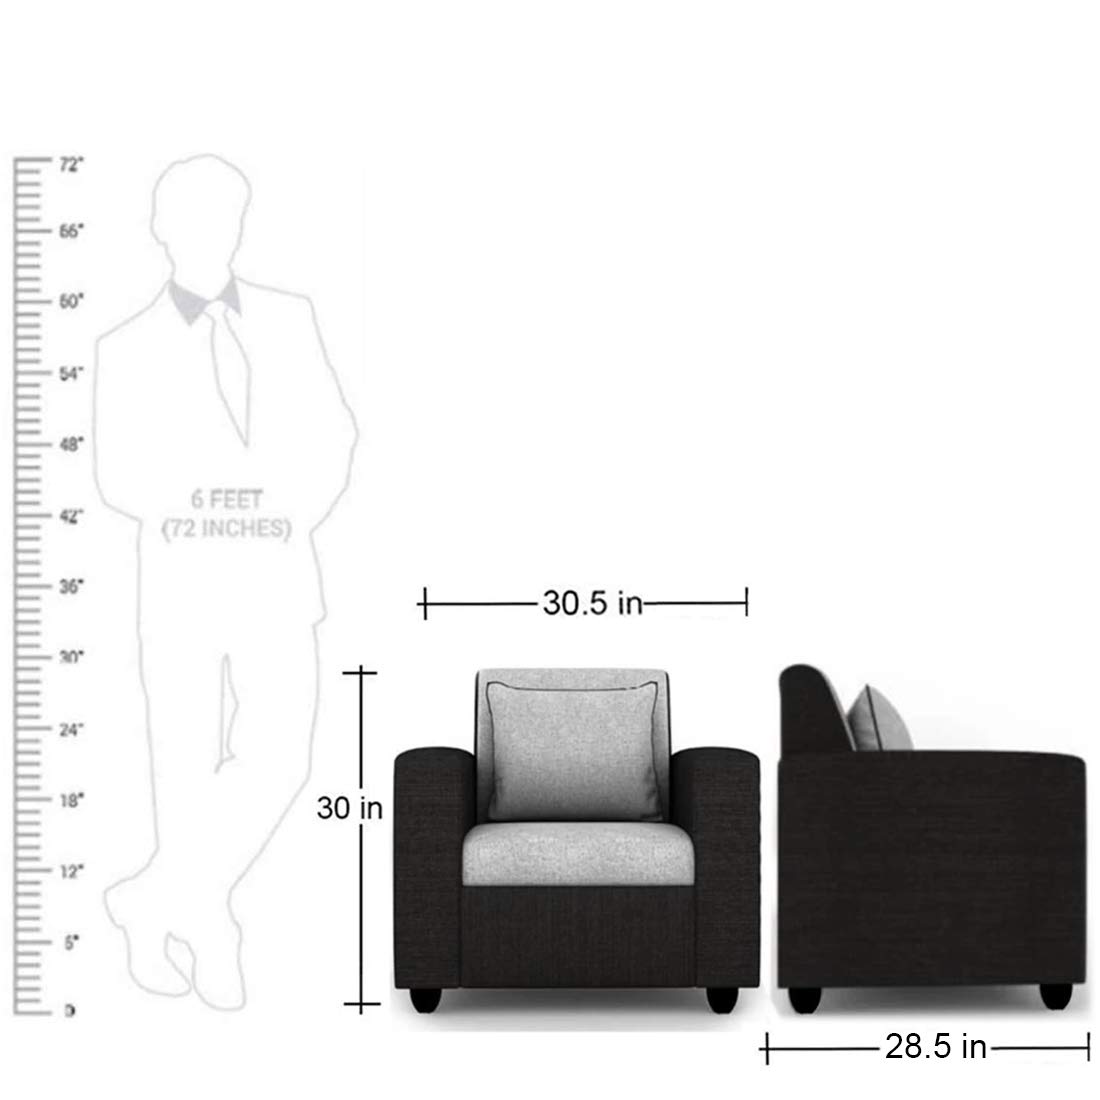 72"
66"
60"
54"
48"
42"
36"
30"
24"
18"
12"
6"
0
6 FEET
(72 INCHES)
30.5 in
30 in
28.5 in